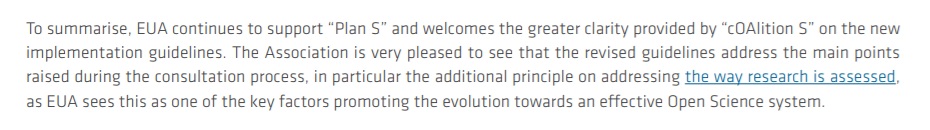 To summarise, EUA continues to support “Plan S” and welcomes the greater clarity provided by “cOAlition S” on the new
implementation guidelines. The Association is very pleased to see that the revised guidelines address the main points
raised during the consultation process, in particular the additional principle on addressing the way research is assessed,
as EUA sees this as one of the key factors promoting the evolution towards an effective Open Science system.